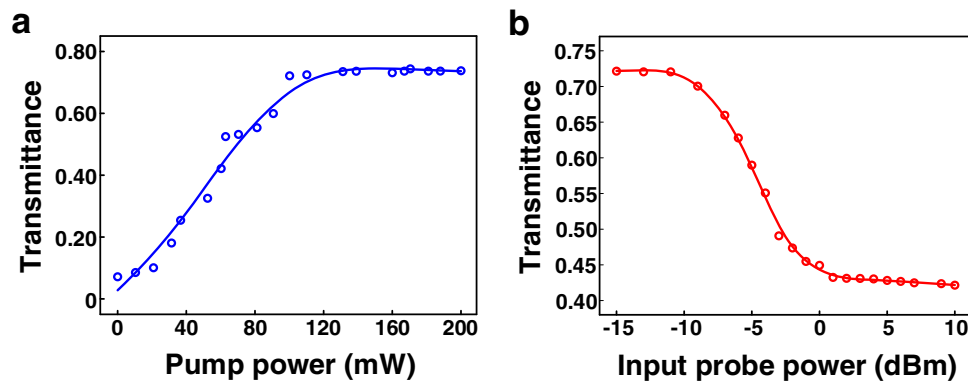 a
0.80
0.60
0.40
0.20
0
Transmittance
0 40 80 120 160 200
Pump power (mW)
b
0.75
0.70
0.65
0.60
0.55
0.50
0.45
0.40
Transmittance
-15 -10 -5 0 5 10
Input probe power (dBm)